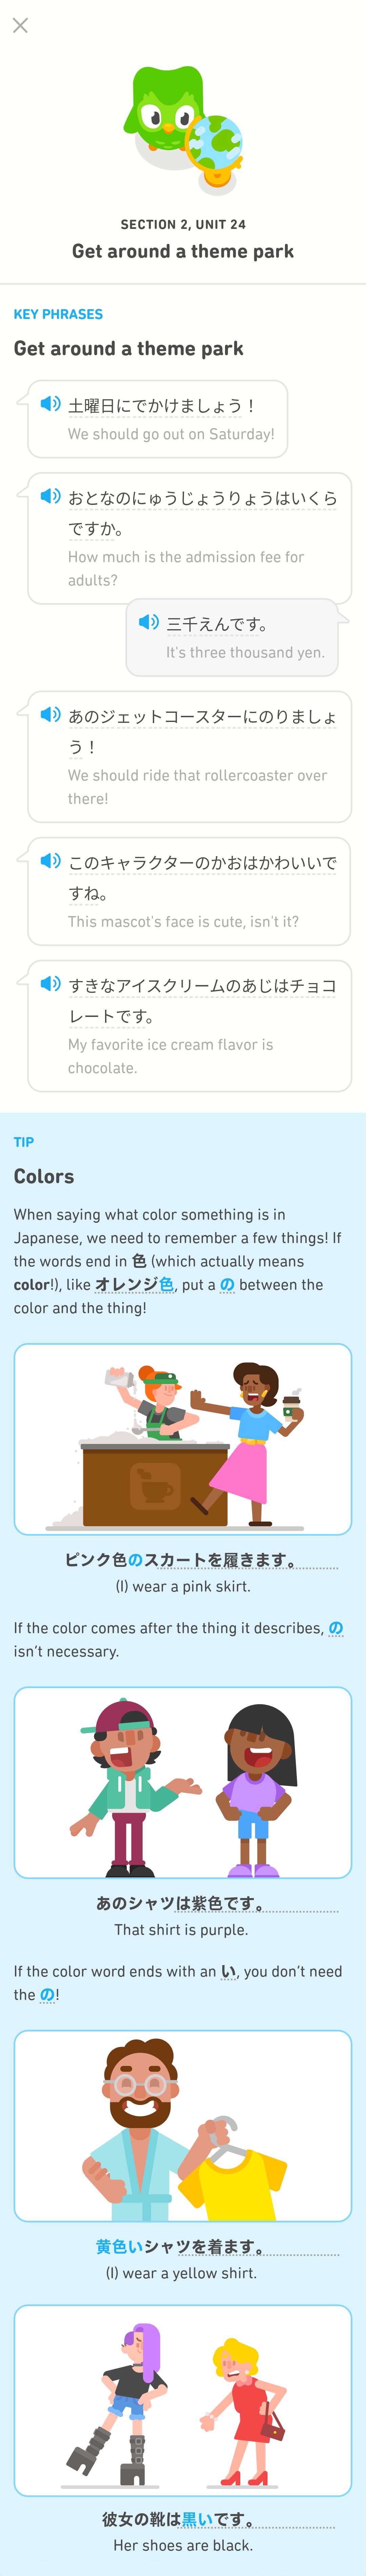 SECTION 2, UNIT 24
Get around a theme park
KEY PHRASES
Get around a theme park
土曜日にでかけましょう！
We should go out on Saturday!
おとなのにゅうじょうりょうはいくら
ですか。
How much is the admission fee for
adults?
三千えんです。
It's three thousand yen.
あのジェットコースターにのりましょ
う！
We should ride that rollercoaster over
there!
このキャラクターのかおはかわいいで
すね。
This mascot's face is cute, isn't it?
すきなアイスクリームのあじはチョコ
レートです。
My favorite ice cream flavor is
chocolate.
TIP
Colors
When saying what color something is in
Japanese, we need to remember a few things! If
the words end in 色 (which actually means
color!), like オレンジ色, put a の between the
color and the thing!
ピンク色のスカートを履きます。
(I) wear a pink skirt.
If the color comes after the thing it describes, の
isn't necessary.
あのシャツは紫色です。
That shirt is purple.
If the color word ends with an い, you don't need
the の!
黄色いシャツを着ます。
(I) wear a yellow shirt.
彼女の靴は黒いです。
Her shoes are black.